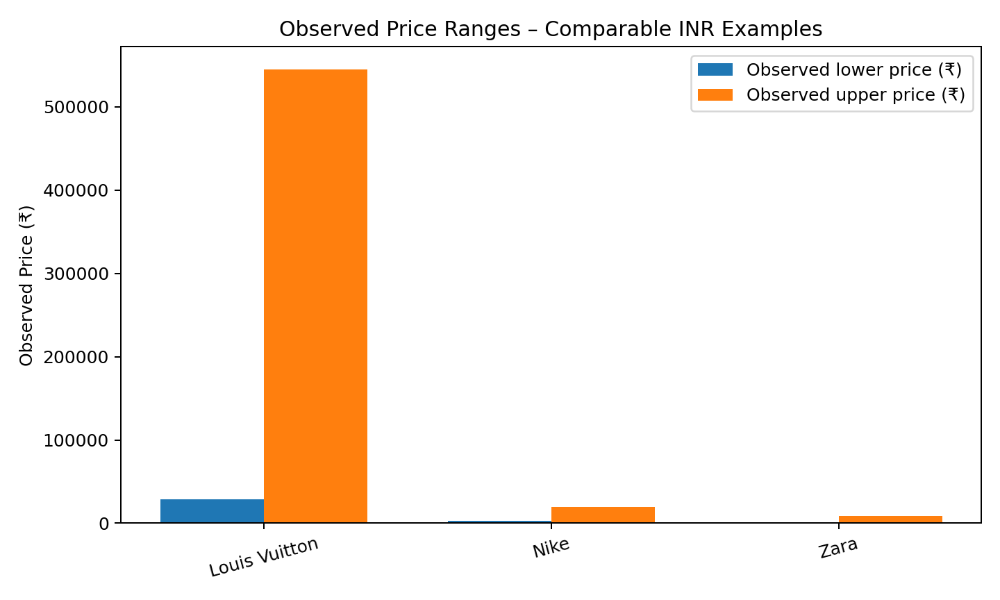 Observed Price Ranges – Comparable INR Examples
Observed lower price (₹)
Observed upper price (₹)
Observed Price (₹)
500000
400000
300000
200000
100000
0
Louis Vuitton
Nike
Zara